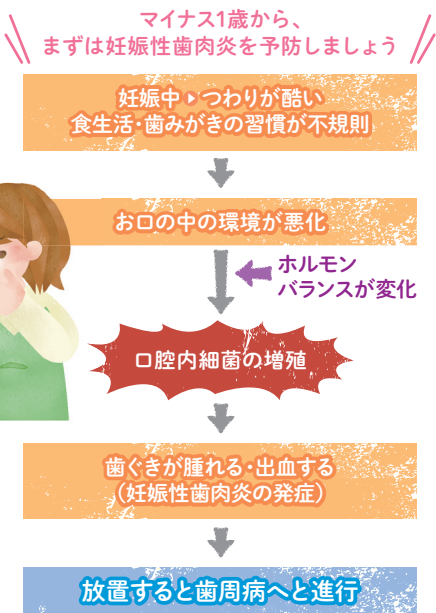 マイナス1歳から、
まずは妊娠性歯肉炎を予防しましょう
妊娠中▶つわりが酷い
食生活・歯みがきの習慣が不規則
お口の中の環境が悪化
ホルモン
バランスが変化
口腔内細菌の増殖
歯ぐきが腫れる・出血する
(妊娠性歯肉炎の発症)
放置すると歯周病へと進行